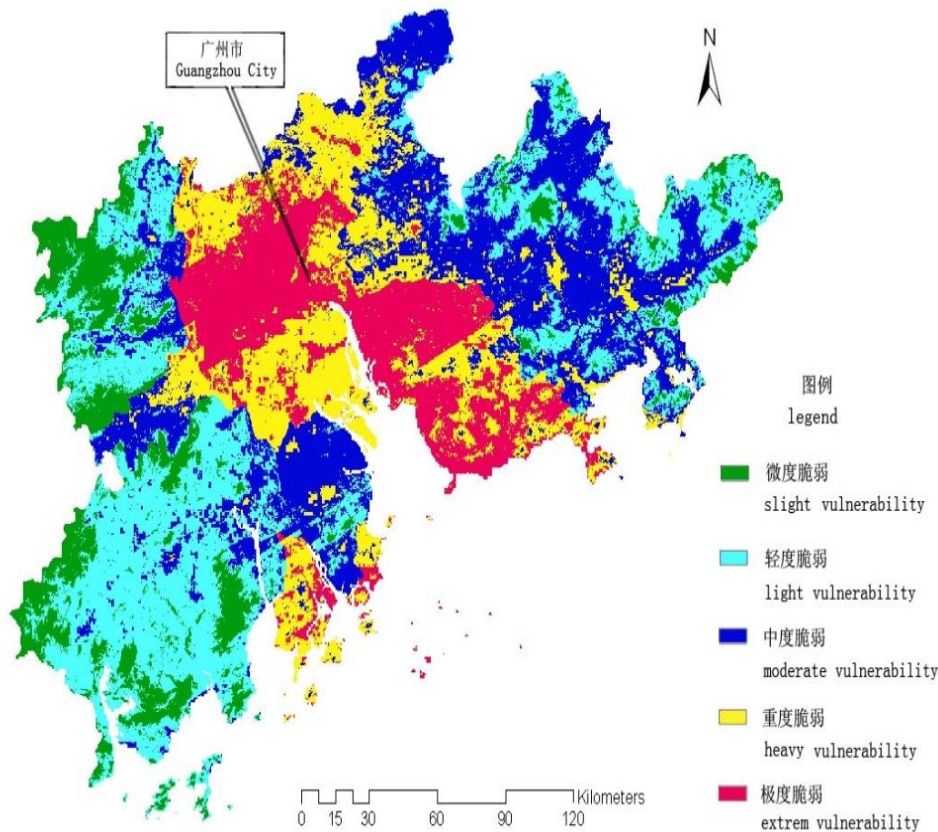 广州市
Guangzhou City
N
图例
legend
微度脆弱
slight vulnerability
轻度脆弱
light vulnerability
中度脆弱
moderate vulnerability
重度脆弱
heavy vulnerability
极度脆弱
extrem vulnerability
Kilometers
0 15 30 60 90 120